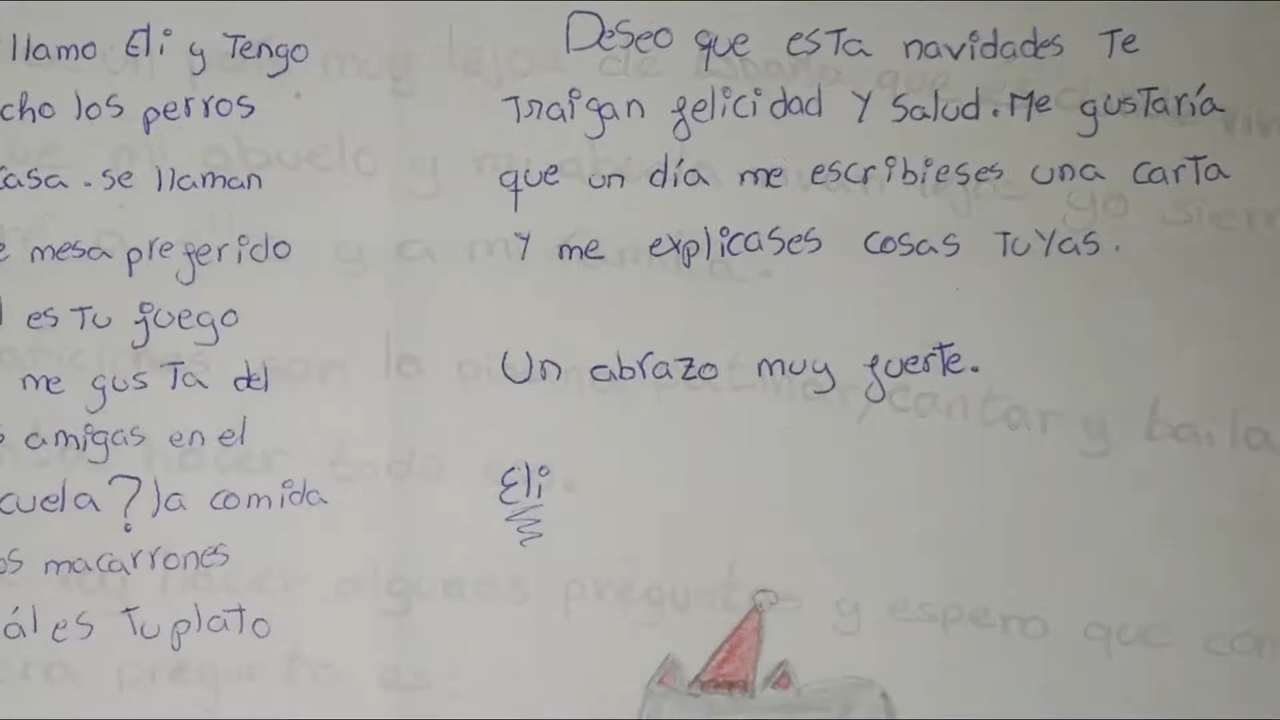 llamo Eli y Tengo
cho los perros
casa. se llaman
e mesa preferido
l es Tu juego
me gusta del
s amigas en el
cuela? la comida
os macarrones
ál es Tu plato
Deseo que esta navidades Te
Traigan felicidad Y Salud. Me gustaría
que un día me escribieses una carta
Y me explicases cosas TuYas.
Un abrazo muy fuerte.
Eli